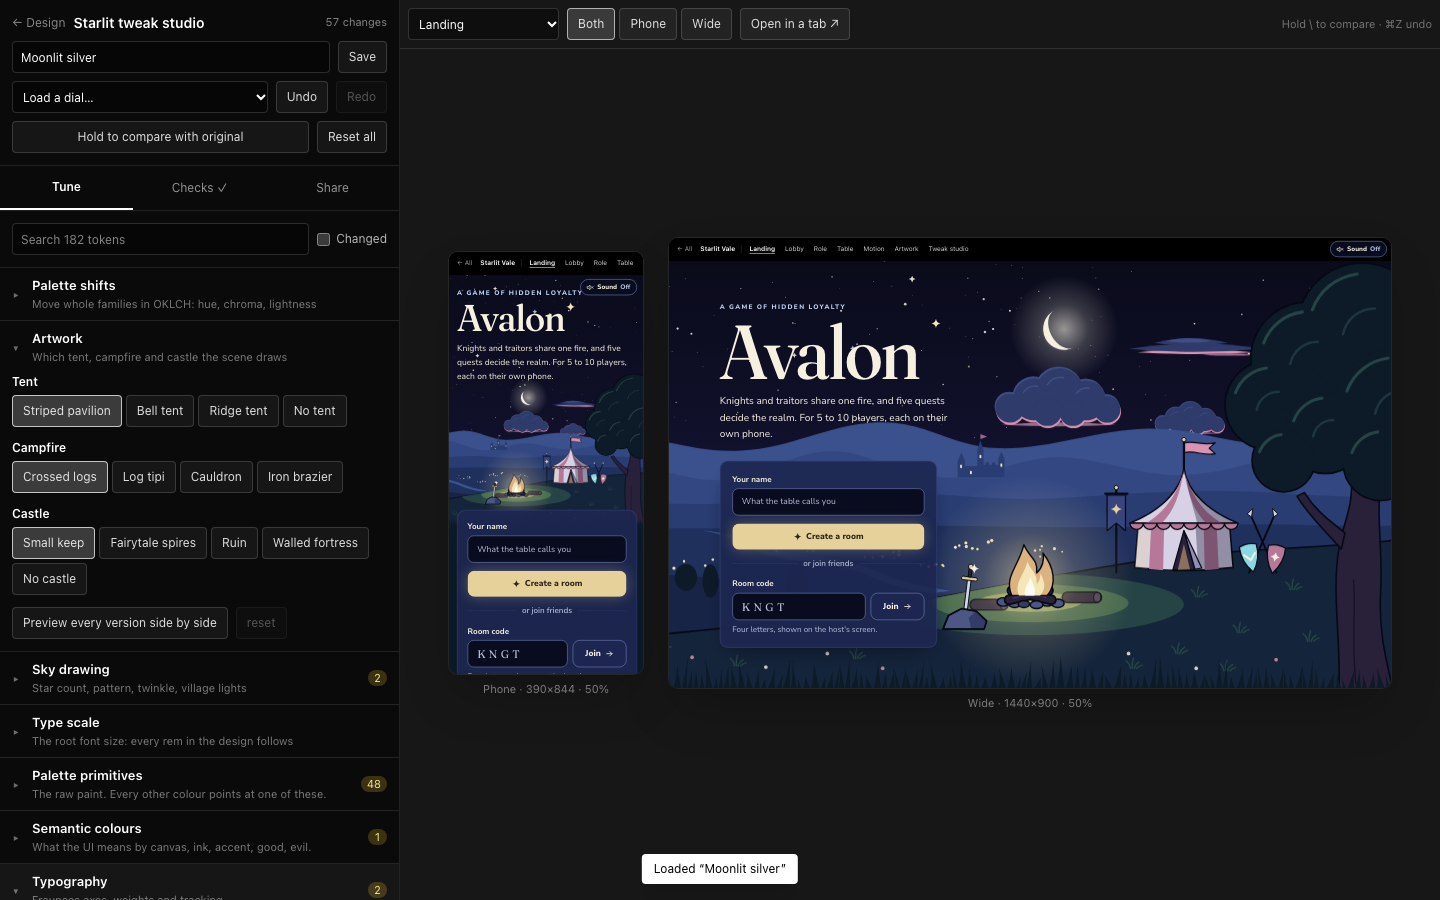 ← Design Starlit tweak studio 57 changes
Moonlit silver Save
Load a dial... Undo Redo
Hold to compare with original Reset all
Tune Checks ✓ Share
Search 182 tokens Changed
Palette shifts
Move whole families in OKLCH: hue, chroma, lightness
Artwork
Which tent, campfire and castle the scene draws
Tent
Striped pavilion Bell tent Ridge tent No tent
Campfire
Crossed logs Log tipi Cauldron Iron brazier
Castle
Small keep Fairytale spires Ruin Walled fortress
No castle
Preview every version side by side reset
Sky drawing 2
Star count, pattern, twinkle, village lights
Type scale
The root font size: every rem in the design follows
Palette primitives 48
The raw paint. Every other colour points at one of these.
Semantic colours 1
What the UI means by canvas, ink, accent, good, evil.
Typography 2
Fraunces axes, weights and tracking
Landing Both Phone Wide Open in a tab ↗ Hold \ to compare · ⌘Z undo
← All Starlit Vale Landing Lobby Role Table
Sound Off
A GAME OF HIDDEN LOYALTY
Avalon
Knights and traitors share one fire, and five
quests decide the realm. For 5 to 10 players,
each on their own phone.
Your name
What the table calls you
Create a room
or join friends
Room code
KNGT Join →
Phone · 390×844 · 50%
← All Starlit Vale Landing Lobby Role Table Motion Artwork Tweak studio Sound Off
A GAME OF HIDDEN LOYALTY
Avalon
Knights and traitors share one fire, and five quests
decide the realm. For 5 to 10 players, each on their
own phone.
Your name
What the table calls you
Create a room
or join friends
Room code
KNGT Join →
Four letters, shown on the host's screen.
Wide · 1440×900 · 50%
Loaded “Moonlit silver”